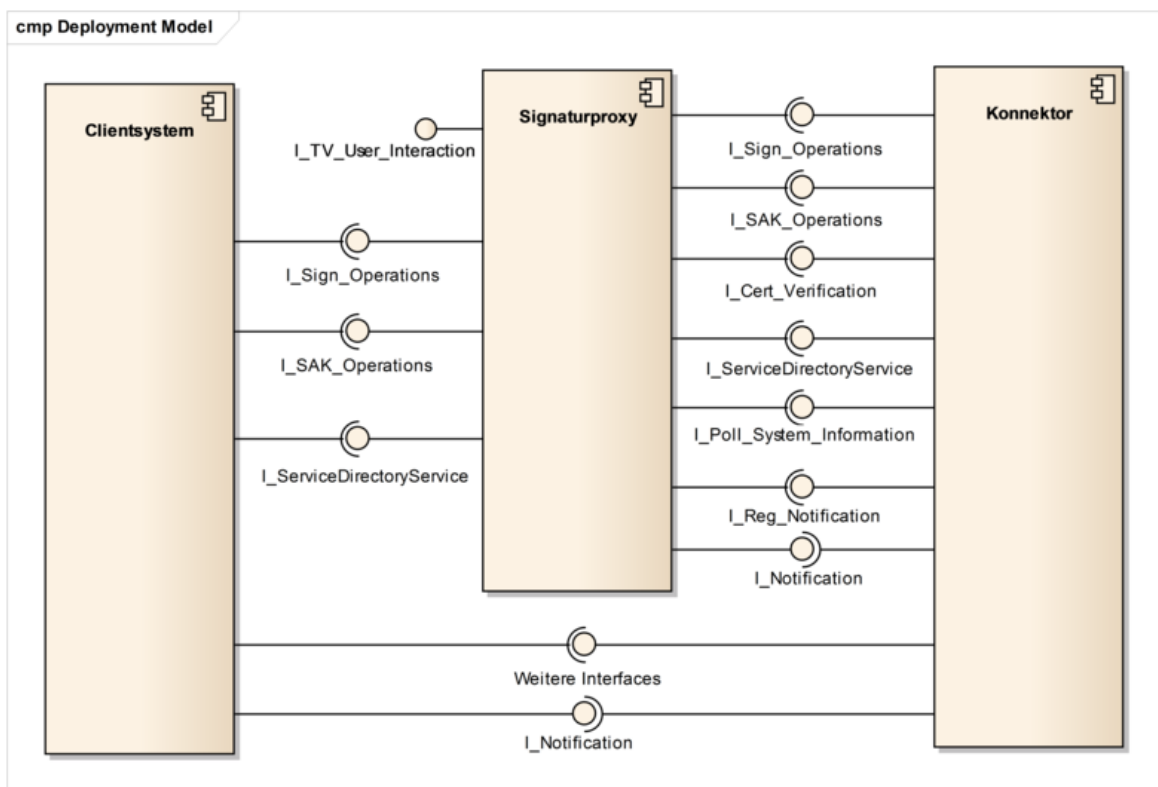 cmp Deployment Model
Clientsystem
Signaturproxy
Konnektor
I_TV_User_Interaction
I_Sign_Operations
I_SAK_Operations
I_ServiceDirectoryService
I_Sign_Operations
I_SAK_Operations
I_Cert_Verification
I_ServiceDirectoryService
I_Poll_System_Information
I_Reg_Notification
I_Notification
Weitere Interfaces
I_Notification